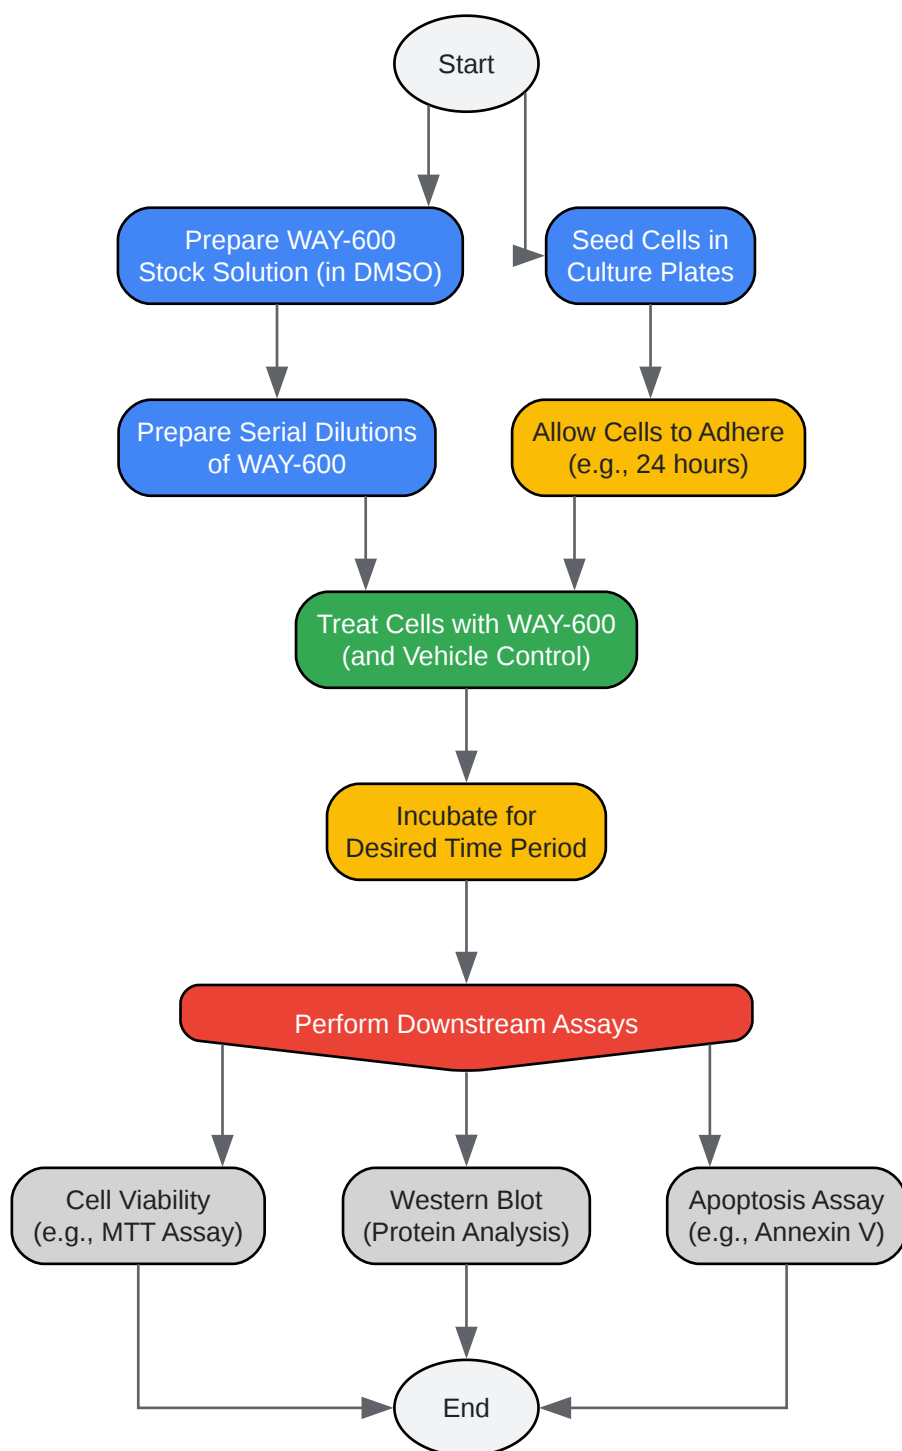 Start
Prepare WAY-600
Stock Solution (in DMSO)
Seed Cells in
Culture Plates
Prepare Serial Dilutions
of WAY-600
Allow Cells to Adhere
(e.g., 24 hours)
Treat Cells with WAY-600
(and Vehicle Control)
Incubate for
Desired Time Period
Perform Downstream Assays
Cell Viability
(e.g., MTT Assay)
Western Blot
(Protein Analysis)
Apoptosis Assay
(e.g., Annexin V)
End